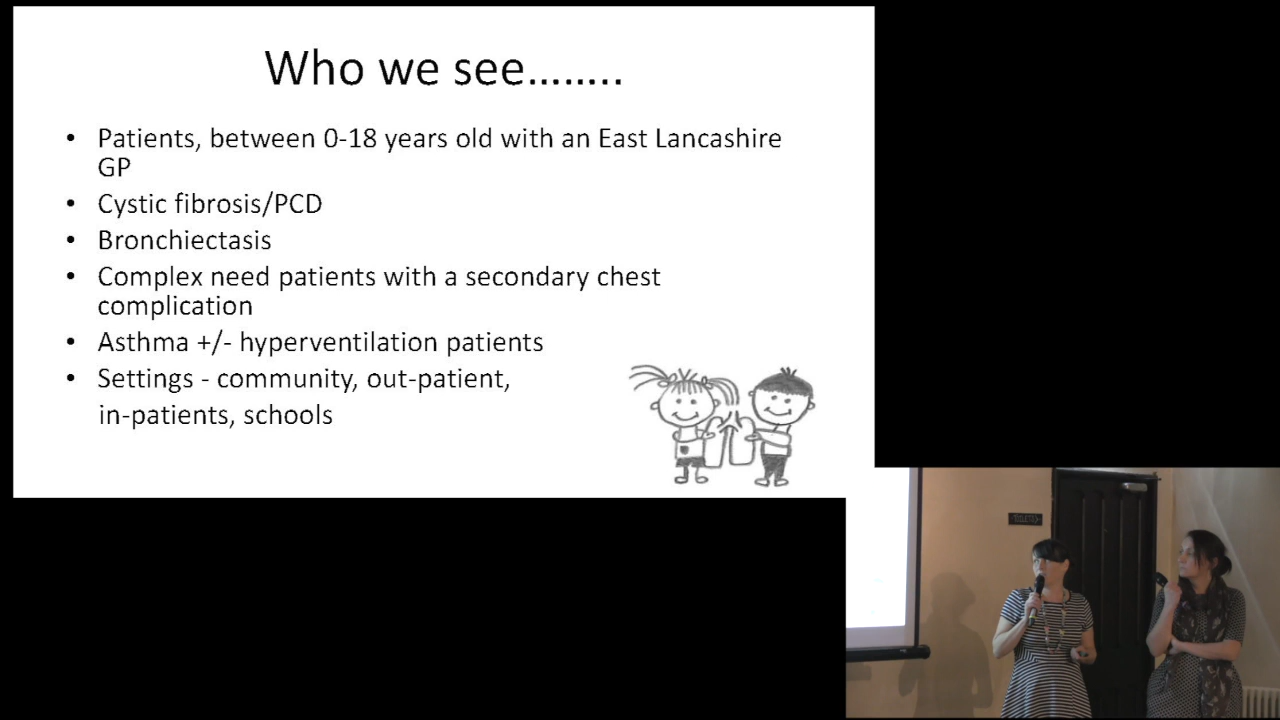 Who we see........
• Patients, between 0-18 years old with an East Lancashire
GP
• Cystic fibrosis/PCD
• Bronchiectasis
• Complex need patients with a secondary chest
complication
• Asthma +/- hyperventilation patients
• Settings - community, out-patient,
in-patients, schools